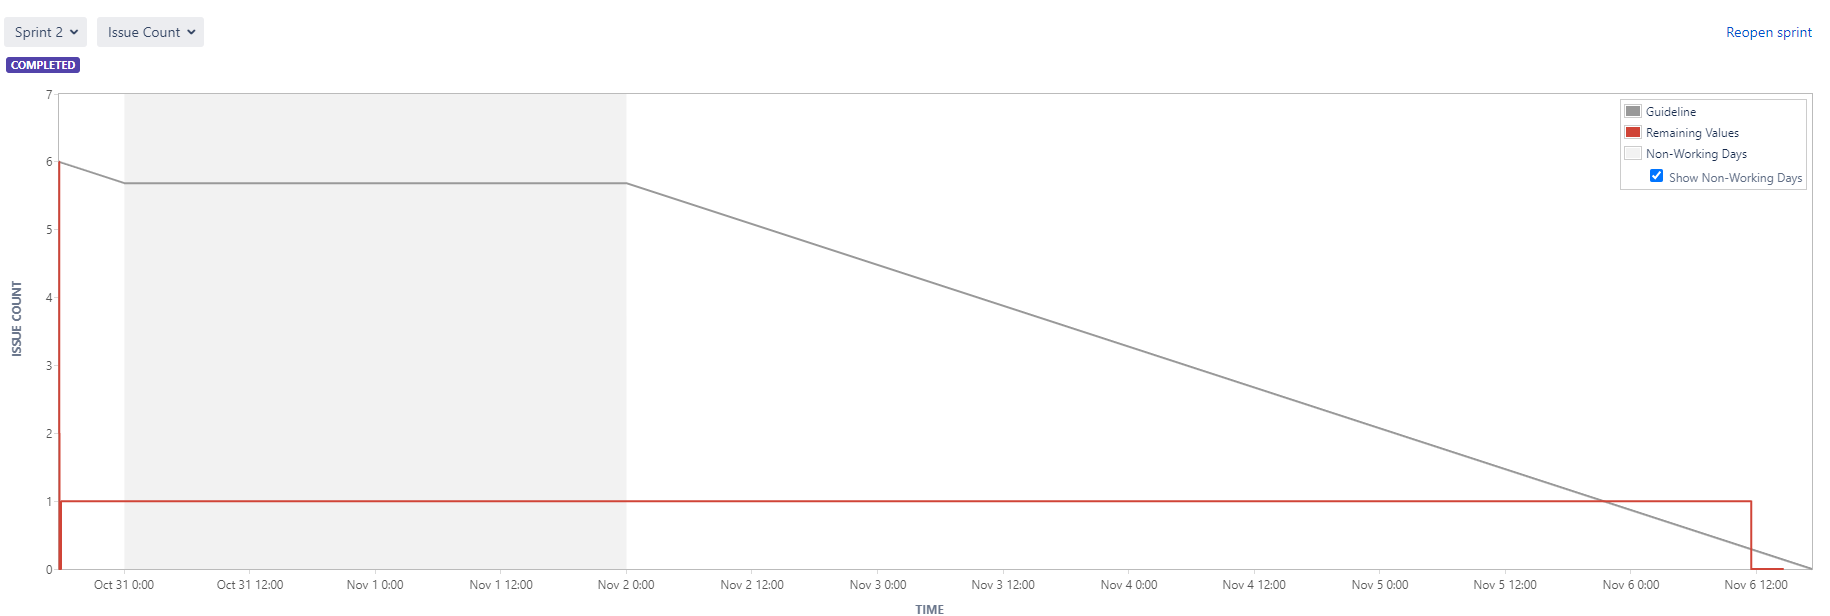 Sprint 2 Issue Count Reopen sprint
COMPLETED
7
6
5
4
3
2
1
0
ISSUE COUNT
Guideline
Remaining Values
Non-Working Days
Show Non-Working Days
Oct 31 0:00 Oct 31 12:00 Nov 1 0:00 Nov 1 12:00 Nov 2 0:00 Nov 2 12:00 Nov 3 0:00 Nov 3 12:00 Nov 4 0:00 Nov 4 12:00 Nov 5 0:00 Nov 5 12:00 Nov 6 0:00 Nov 6 12:00
TIME